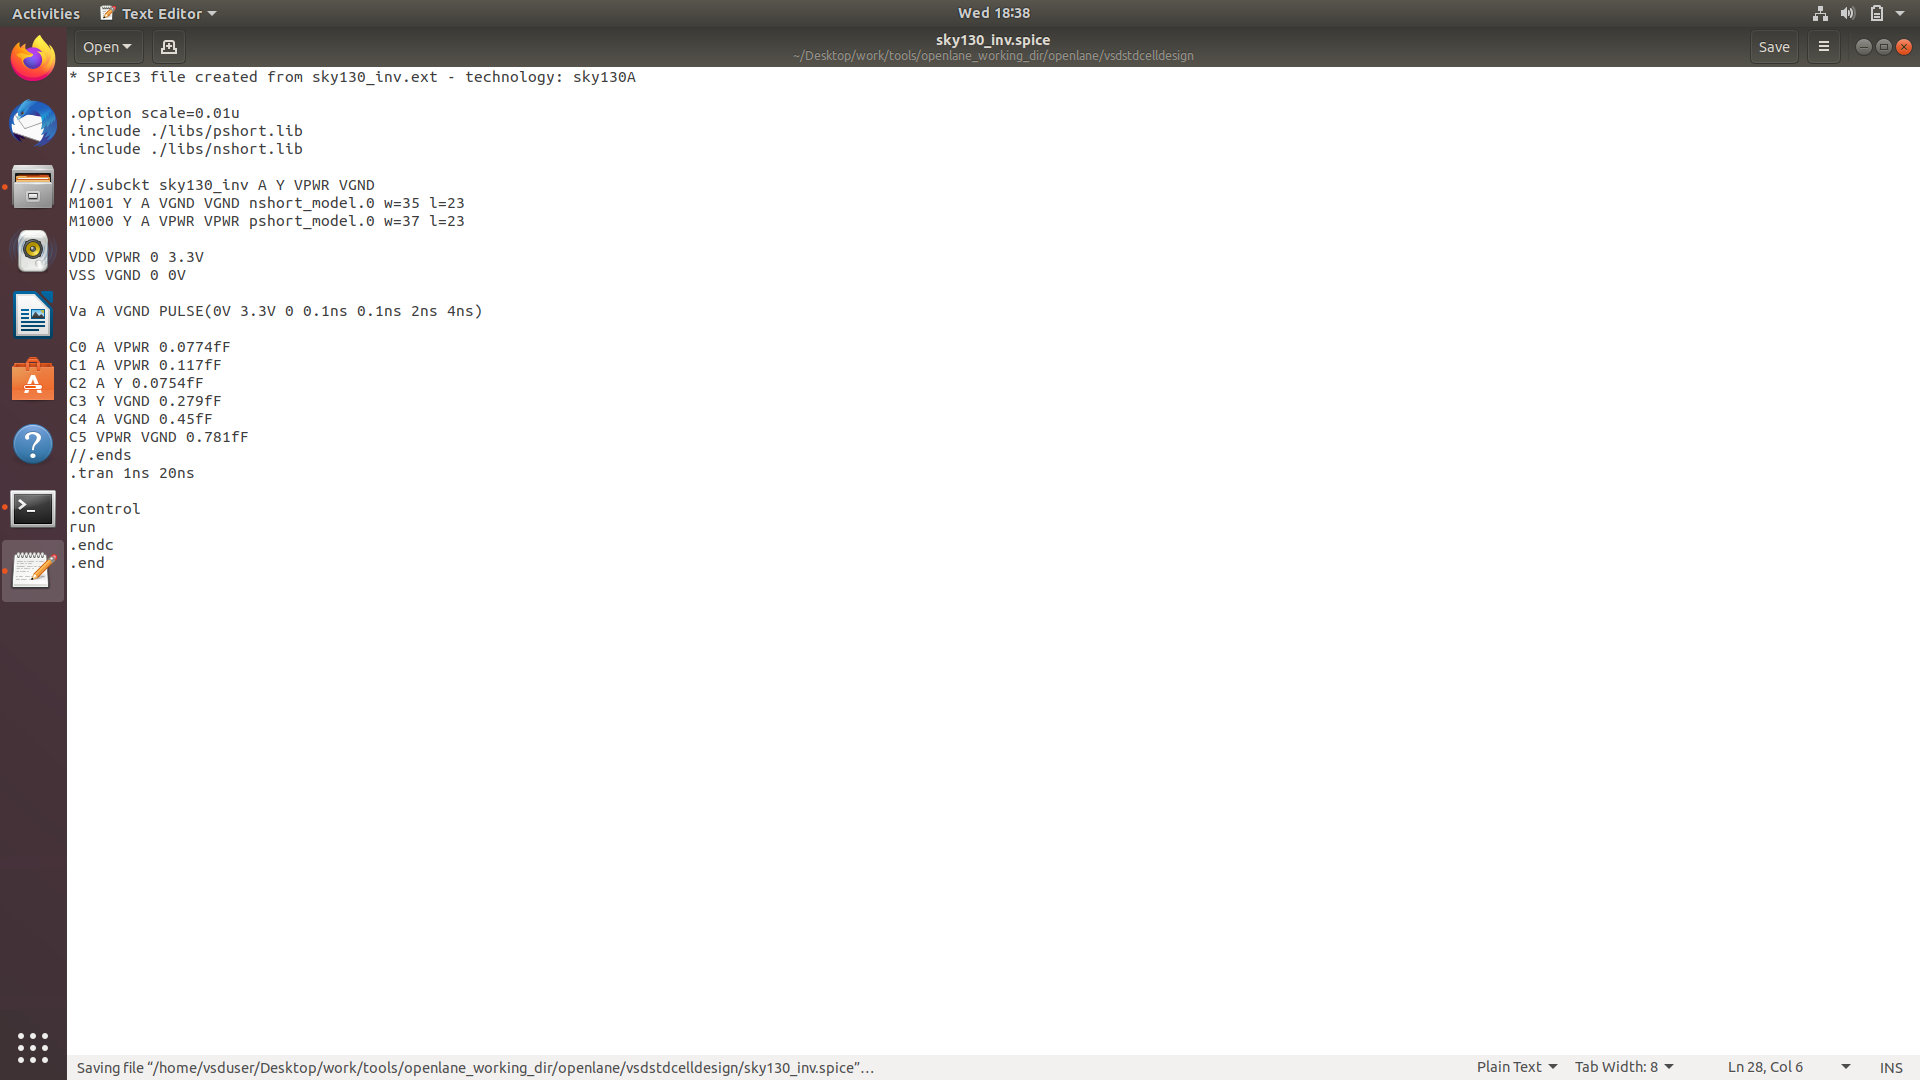 Activities Text Editor Wed 18:38
Open sky130_inv.spice Save
~/Desktop/work/tools/openlane_working_dir/openlane/vsdstdcelldesign
* SPICE3 file created from sky130_inv.ext - technology: sky130A
.option scale=0.01u
.include ./libs/pshort.lib
.include ./libs/nshort.lib
//.subckt sky130_inv A Y VPWR VGND
M1001 Y A VGND VGND nshort_model.0 w=35 l=23
M1000 Y A VPWR VPWR pshort_model.0 w=37 l=23
VDD VPWR 0 3.3V
VSS VGND 0 0V
Va A VGND PULSE(0V 3.3V 0 0.1ns 0.1ns 2ns 4ns)
C0 A VPWR 0.0774fF
C1 A VPWR 0.117fF
C2 A Y 0.0754fF
C3 Y VGND 0.279fF
C4 A VGND 0.45fF
C5 VPWR VGND 0.781fF
//.ends
.tran 1ns 20ns
.control
run
.endc
.end
Saving file “/home/vsduser/Desktop/work/tools/openlane_working_dir/openlane/vsdstdcelldesign/sky130_inv.spice”… Plain Text Tab Width: 8 Ln 28, Col 6 INS